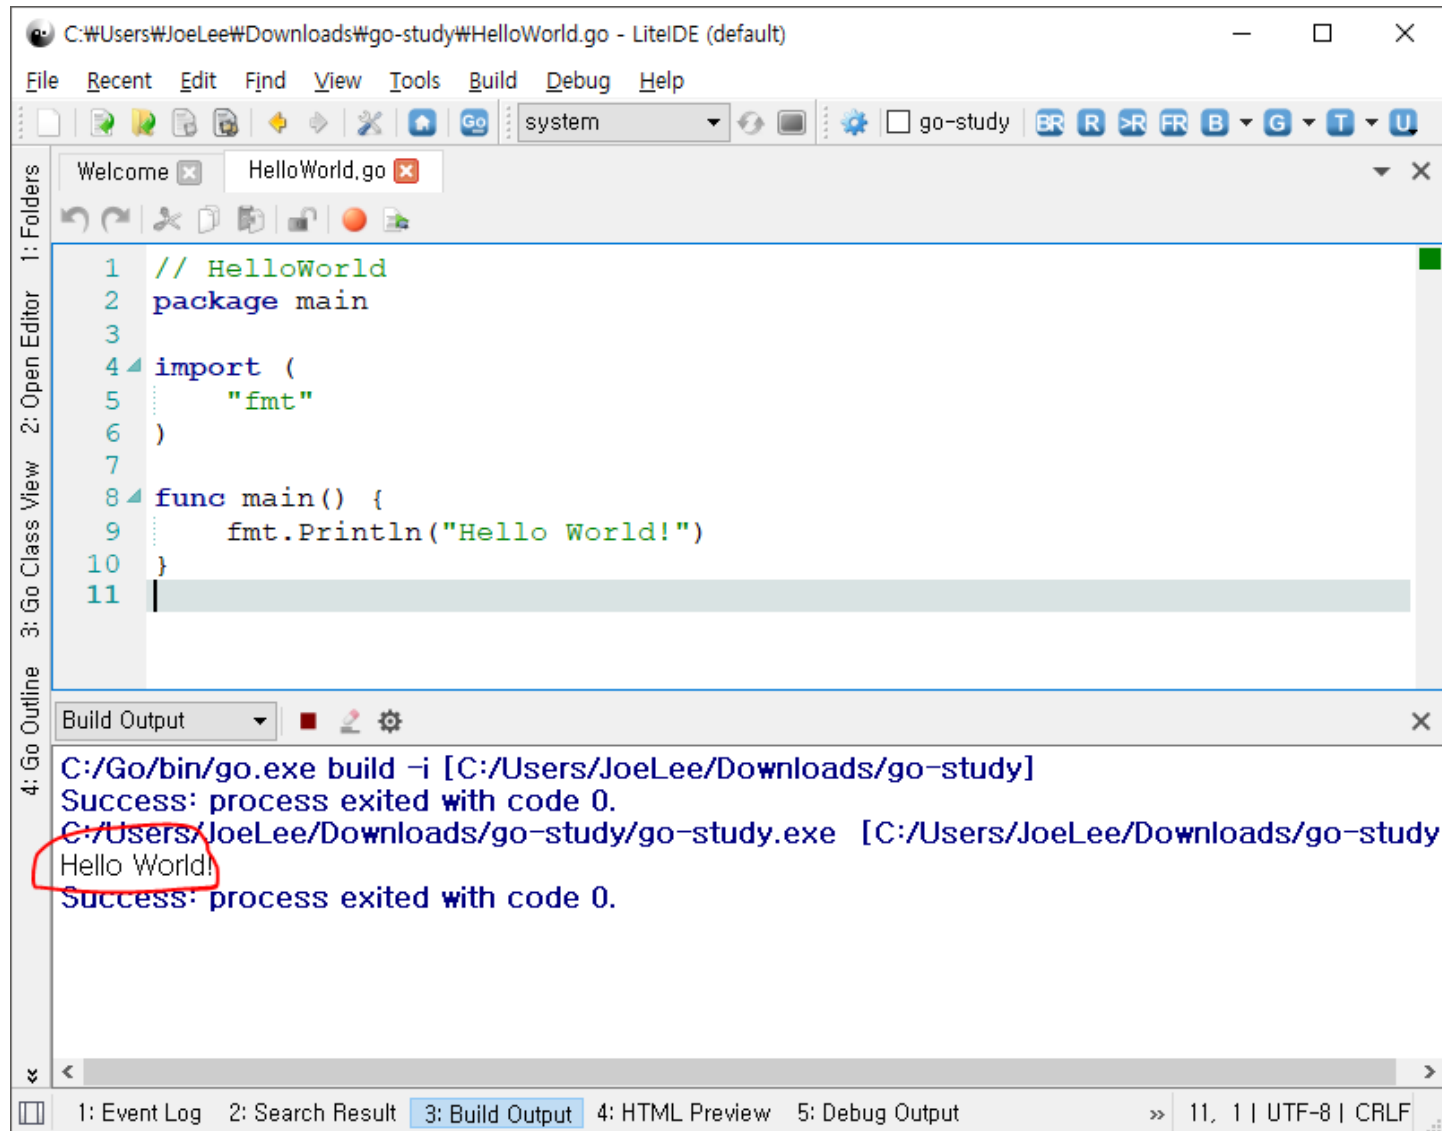 C:₩Users₩JoeLee₩Downloads₩go-study₩HelloWorld.go - LiteIDE (default)
File Recent Edit Find View Tools Build Debug Help
Go system go-study BR R >R FR B G T U
Welcome HelloWorld.go
1: Folders
2: Open Editor
3: Go Class View
4: Go Outline
1 // HelloWorld
2 package main
3
4 import (
5 "fmt"
6 )
7
8 func main() {
9 fmt.Println("Hello World!")
10 }
11
Build Output
C:/Go/bin/go.exe build -i [C:/Users/JoeLee/Downloads/go-study]
Success: process exited with code 0.
C:/Users/JoeLee/Downloads/go-study/go-study.exe [C:/Users/JoeLee/Downloads/go-study
Hello World!
Success: process exited with code 0.
1: Event Log 2: Search Result 3: Build Output 4: HTML Preview 5: Debug Output » 11, 1 | UTF-8 | CRLF